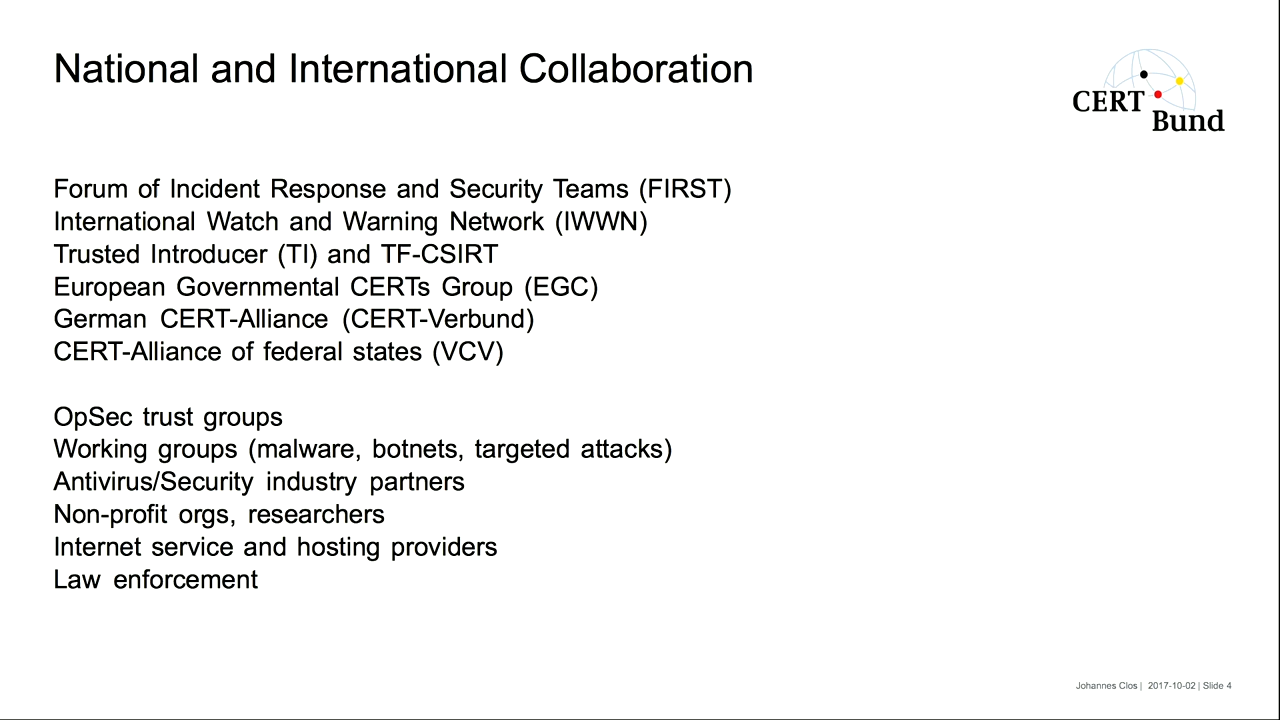 National and International Collaboration
CERT
Bund
Forum of Incident Response and Security Teams (FIRST)
International Watch and Warning Network (IWWN)
Trusted Introducer (TI) and TF-CSIRT
European Governmental CERTs Group (EGC)
German CERT-Alliance (CERT-Verbund)
CERT-Alliance of federal states (VCV)
OpSec trust groups
Working groups (malware, botnets, targeted attacks)
Antivirus/Security industry partners
Non-profit orgs, researchers
Internet service and hosting providers
Law enforcement
Johannes Clos | 2017-10-02 | Slide 4